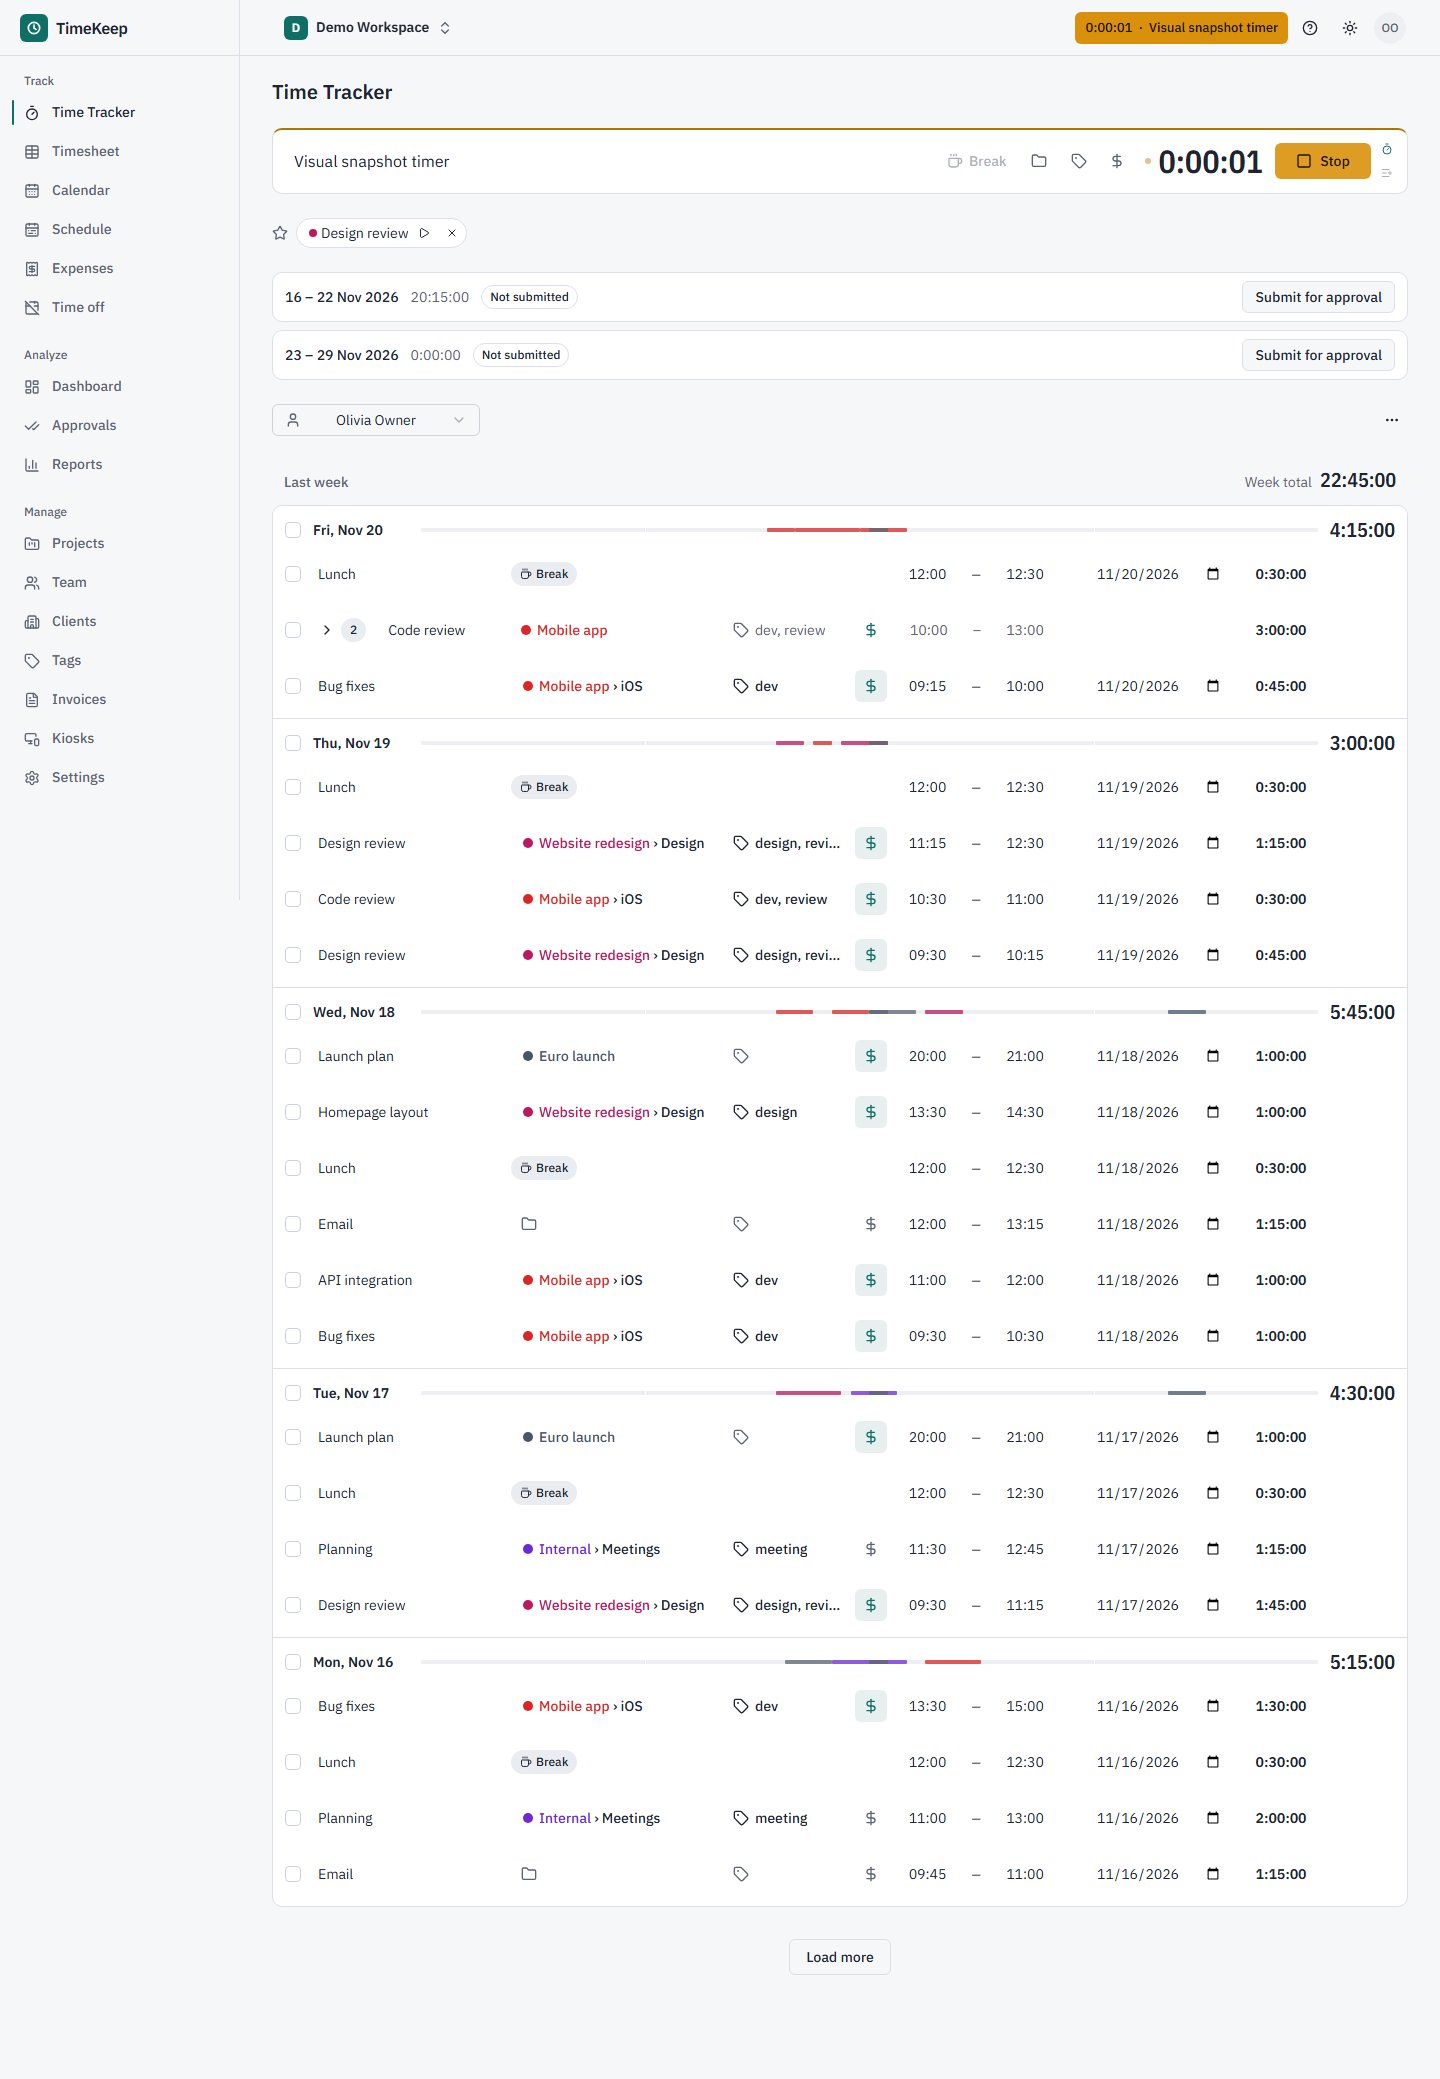 TimeKeep
D Demo Workspace
0:00:01 · Visual snapshot timer
OO
Track
Time Tracker
Timesheet
Calendar
Schedule
Expenses
Time off
Analyze
Dashboard
Approvals
Reports
Manage
Projects
Team
Clients
Tags
Invoices
Kiosks
Settings
Time Tracker
Visual snapshot timer Break $ 0:00:01 Stop
Design review
16 – 22 Nov 2026 20:15:00 Not submitted Submit for approval
23 – 29 Nov 2026 0:00:00 Not submitted Submit for approval
Olivia Owner
Last week Week total 22:45:00
Fri, Nov 20 4:15:00
Lunch Break 12:00 – 12:30 11/20/2026 0:30:00
2 Code review Mobile app dev, review $ 10:00 – 13:00 3:00:00
Bug fixes Mobile app › iOS dev $ 09:15 – 10:00 11/20/2026 0:45:00
Thu, Nov 19 3:00:00
Lunch Break 12:00 – 12:30 11/19/2026 0:30:00
Design review Website redesign › Design design, revi... $ 11:15 – 12:30 11/19/2026 1:15:00
Code review Mobile app › iOS dev, review $ 10:30 – 11:00 11/19/2026 0:30:00
Design review Website redesign › Design design, revi... $ 09:30 – 10:15 11/19/2026 0:45:00
Wed, Nov 18 5:45:00
Launch plan Euro launch $ 20:00 – 21:00 11/18/2026 1:00:00
Homepage layout Website redesign › Design design $ 13:30 – 14:30 11/18/2026 1:00:00
Lunch Break 12:00 – 12:30 11/18/2026 0:30:00
Email $ 12:00 – 13:15 11/18/2026 1:15:00
API integration Mobile app › iOS dev $ 11:00 – 12:00 11/18/2026 1:00:00
Bug fixes Mobile app › iOS dev $ 09:30 – 10:30 11/18/2026 1:00:00
Tue, Nov 17 4:30:00
Launch plan Euro launch $ 20:00 – 21:00 11/17/2026 1:00:00
Lunch Break 12:00 – 12:30 11/17/2026 0:30:00
Planning Internal › Meetings meeting $ 11:30 – 12:45 11/17/2026 1:15:00
Design review Website redesign › Design design, revi... $ 09:30 – 11:15 11/17/2026 1:45:00
Mon, Nov 16 5:15:00
Bug fixes Mobile app › iOS dev $ 13:30 – 15:00 11/16/2026 1:30:00
Lunch Break 12:00 – 12:30 11/16/2026 0:30:00
Planning Internal › Meetings meeting $ 11:00 – 13:00 11/16/2026 2:00:00
Email $ 09:45 – 11:00 11/16/2026 1:15:00
Load more